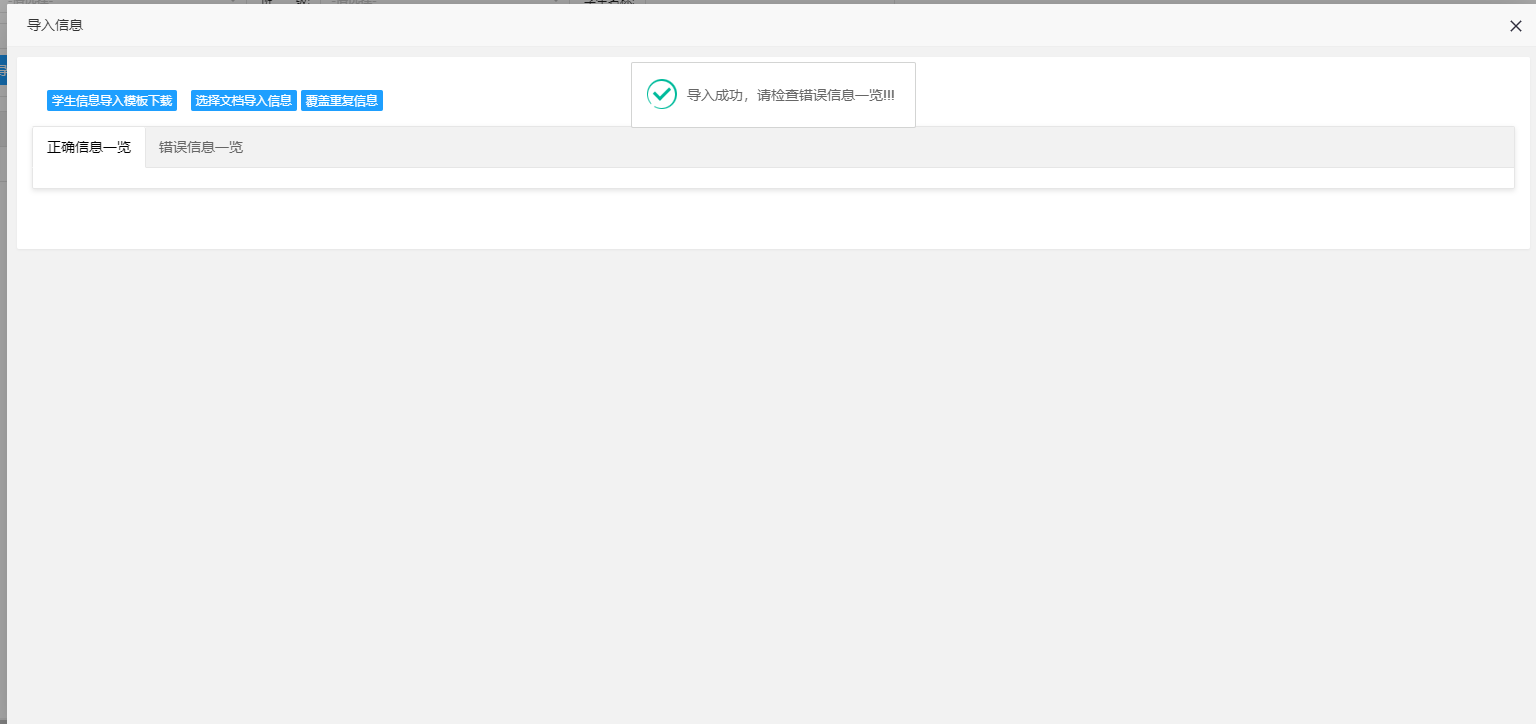 导入信息
导入成功，请检查错误信息一览!!!
学生信息导入模板下载 选择文档导入信息 覆盖重复信息
正确信息一览 错误信息一览